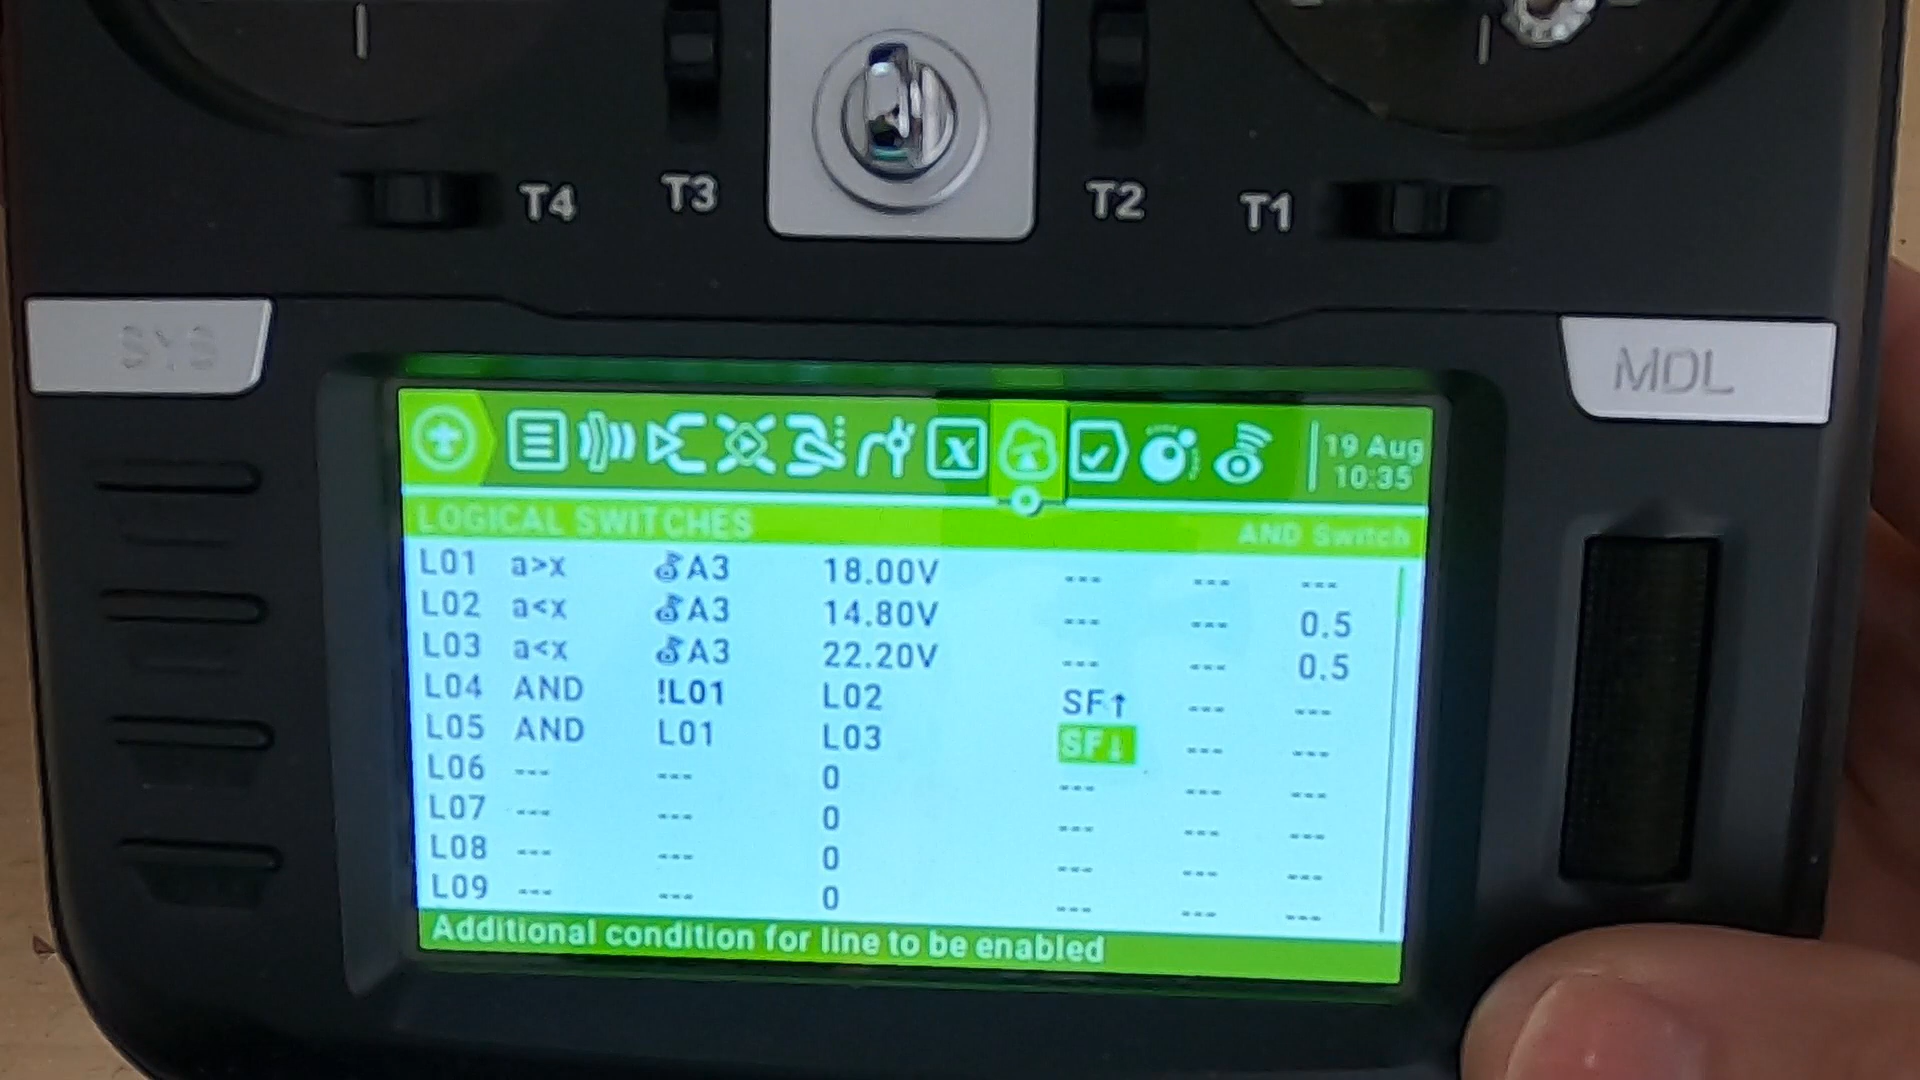 T4 T3 T2 T1
SYS
MDL
19 Aug
10:35
LOGICAL SWITCHES AND Switch
L01 a>x A3 18.00V --- --- ---
L02 a<x A3 14.80V --- --- 0.5
L03 a<x A3 22.20V --- --- 0.5
L04 AND !L01 L02 SF↑ --- ---
L05 AND L01 L03 SF↓ --- ---
L06 --- --- 0 --- --- ---
L07 --- --- 0 --- --- ---
L08 --- --- 0 --- --- ---
L09 --- --- 0 --- --- ---
Additional condition for line to be enabled